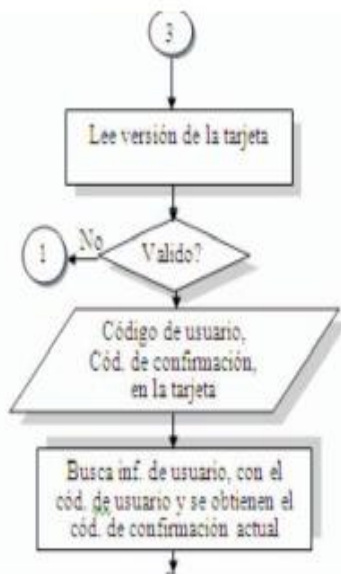 3
Lee versión de la tarjeta
No
1
Valido?
Código de usuario,
Cód. de confirmación,
en la tarjeta
Busca inf. de usuario, con el
cód. de usuario y se obtienen el
cód. de confirmación actual